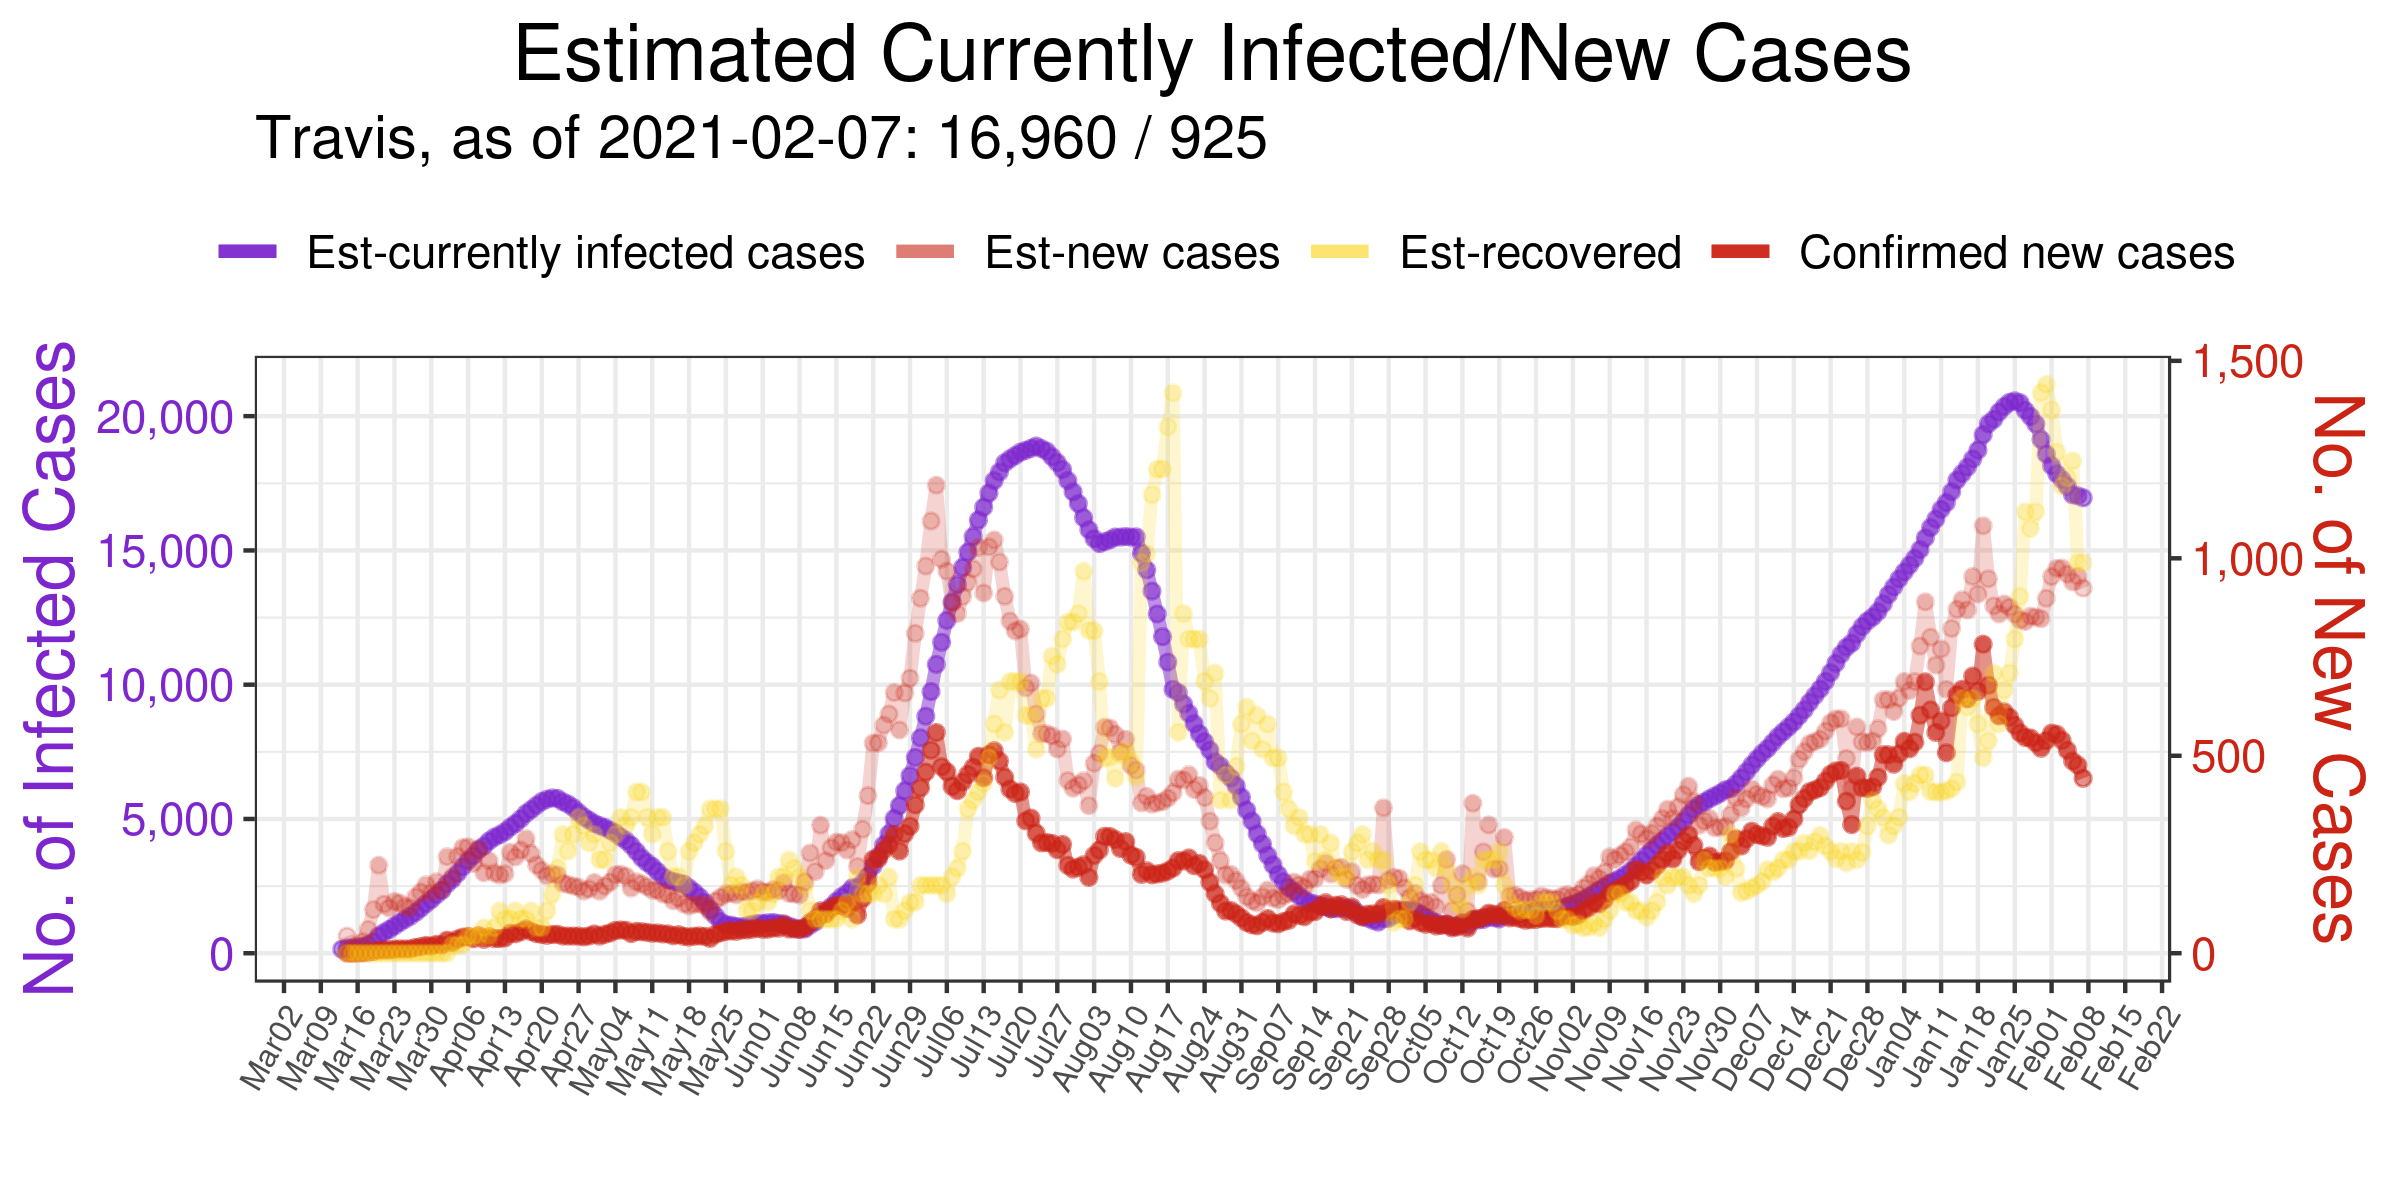 Estimated Currently Infected/New Cases
Travis, as of 2021-02-07: 16,960 / 925
Est-currently infected cases Est-new cases Est-recovered Confirmed new cases
No. of Infected Cases
20,000
15,000
10,000
5,000
0
1,500
1,000
500
0
No. of New Cases
Mar02 Mar09 Mar16 Mar23 Mar30 Apr06 Apr13 Apr20 Apr27 May04 May11 May18 May25 Jun01 Jun08 Jun15 Jun22 Jun29 Jul06 Jul13 Jul20 Jul27 Aug03 Aug10 Aug17 Aug24 Aug31 Sep07 Sep14 Sep21 Sep28 Oct05 Oct12 Oct19 Oct26 Nov02 Nov09 Nov16 Nov23 Nov30 Dec07 Dec14 Dec21 Dec28 Jan04 Jan11 Jan18 Jan25 Feb01 Feb08 Feb15 Feb22